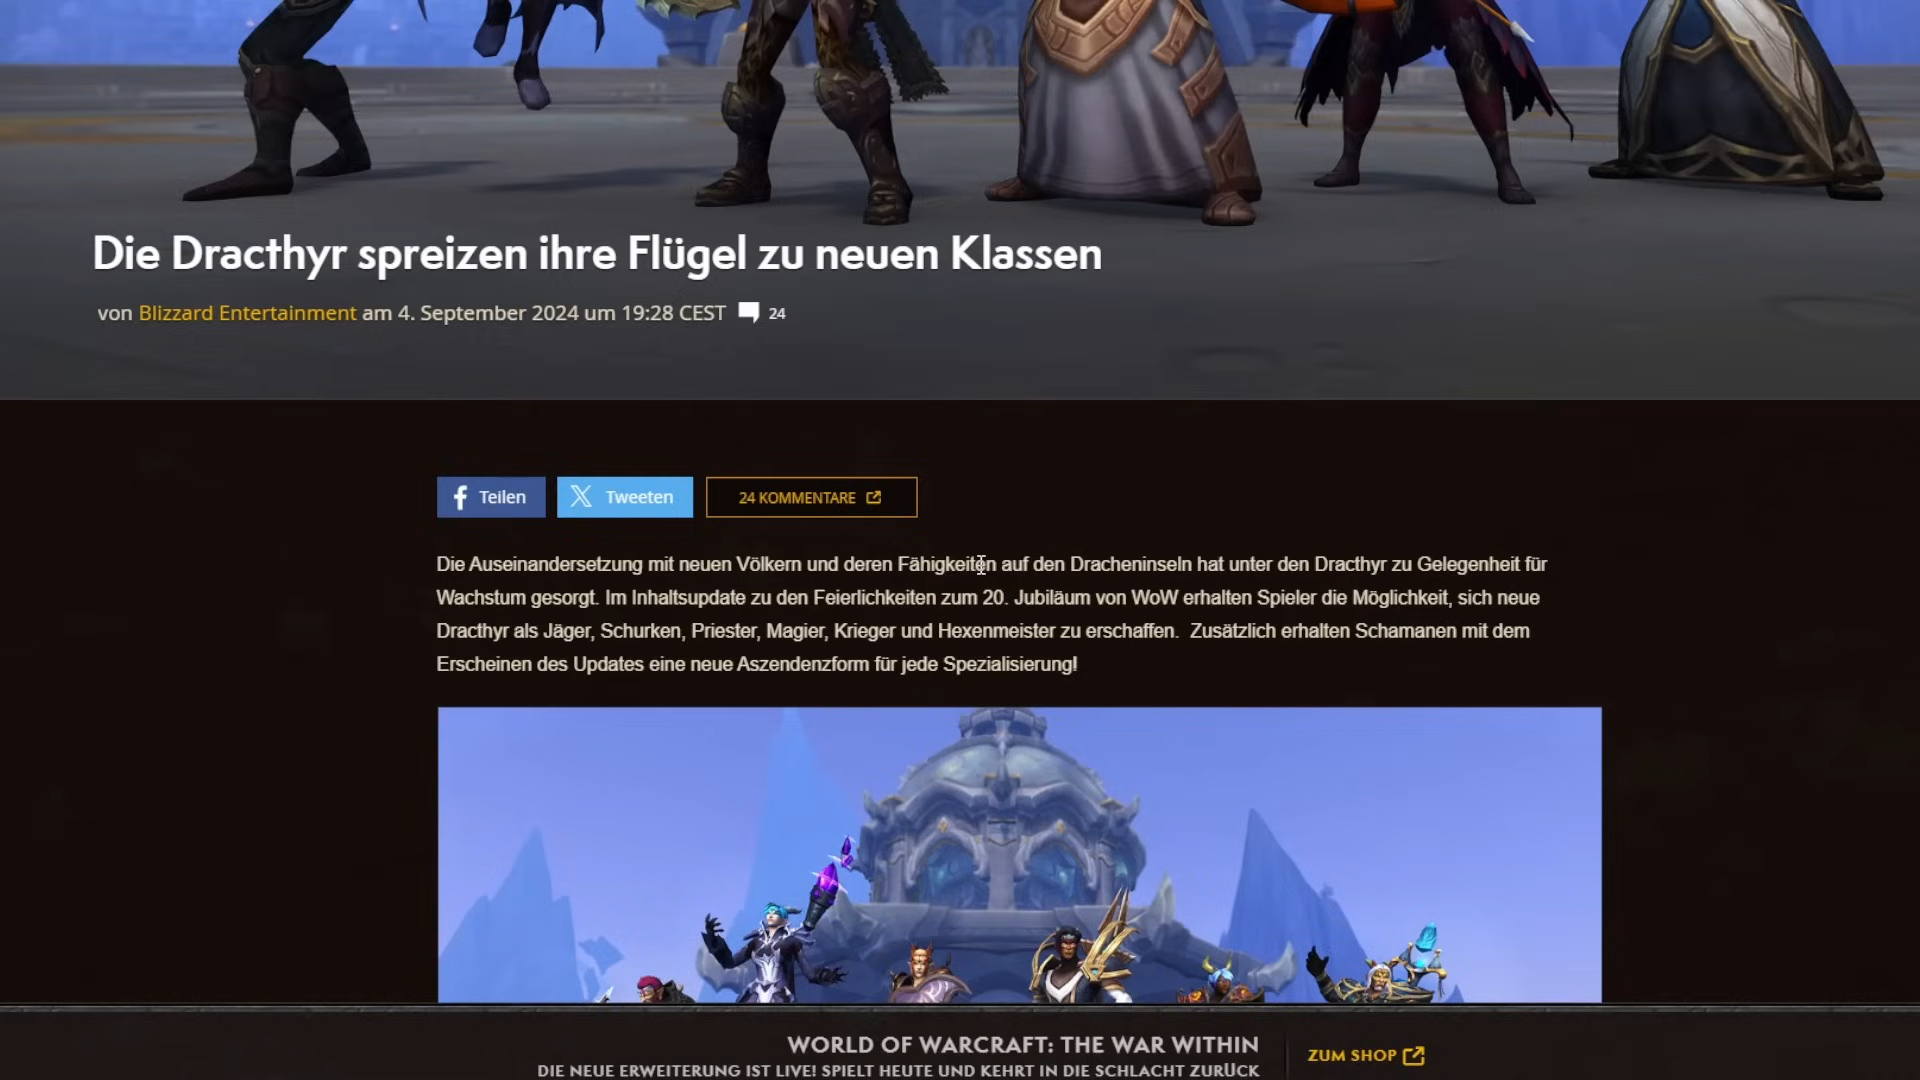 Die Dracthyr spreizen ihre Flügel zu neuen Klassen
von Blizzard Entertainment am 4. September 2024 um 19:28 CEST 24
Teilen Tweeten 24 KOMMENTARE
Die Auseinandersetzung mit neuen Völkern und deren Fähigkeiten auf den Dracheninseln hat unter den Dracthyr zu Gelegenheit für
Wachstum gesorgt. Im Inhaltsupdate zu den Feierlichkeiten zum 20. Jubiläum von WoW erhalten Spieler die Möglichkeit, sich neue
Dracthyr als Jäger, Schurken, Priester, Magier, Krieger und Hexenmeister zu erschaffen. Zusätzlich erhalten Schamanen mit dem
Erscheinen des Updates eine neue Aszendenzform für jede Spezialisierung!
WORLD OF WARCRAFT: THE WAR WITHIN
DIE NEUE ERWEITERUNG IST LIVE! SPIELT HEUTE UND KEHRT IN DIE SCHLACHT ZURÜCK
ZUM SHOP